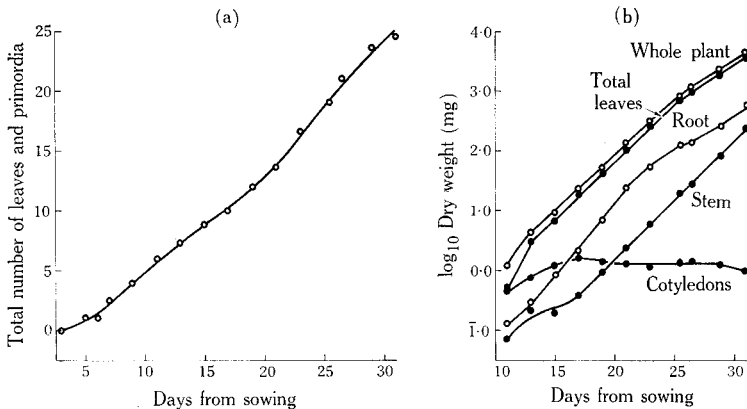 (a)
Total number of leaves and primordia
25
20
15
10
5
0
5 10 15 20 25 30
Days from sowing
(b)
log₁₀ Dry weight (mg)
4·0
3·0
2·0
1·0
0·0
1̄·0
Whole plant
Total
leaves
Root
Stem
Cotyledons
10 15 20 25 30
Days from sowing